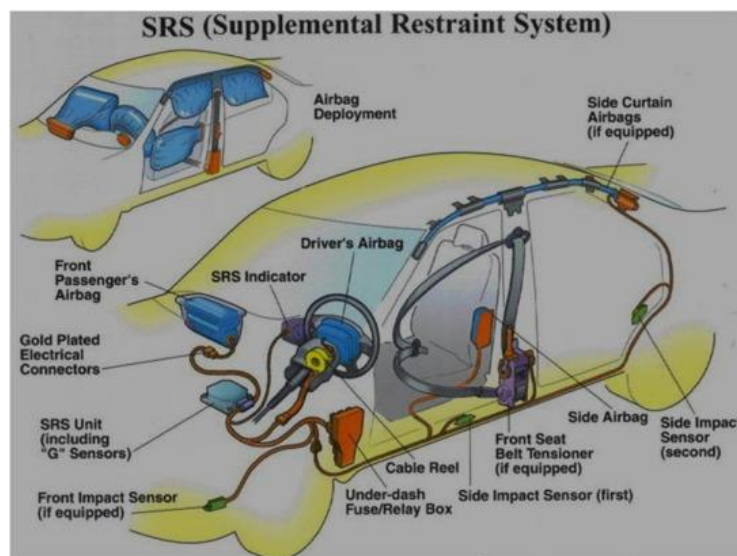 SRS (Supplemental Restraint System)
Airbag
Deployment
Side Curtain
Airbags
(if equipped)
Driver's Airbag
Front
Passenger's
Airbag
SRS Indicator
Gold Plated
Electrical
Connectors
SRS Unit
(including
"G" Sensors)
Side Airbag
Side Impact
Sensor
(second)
Front Seat
Belt Tensioner
(if equipped)
Cable Reel
Front Impact Sensor
(if equipped)
Under-dash
Fuse/Relay Box
Side Impact Sensor (first)